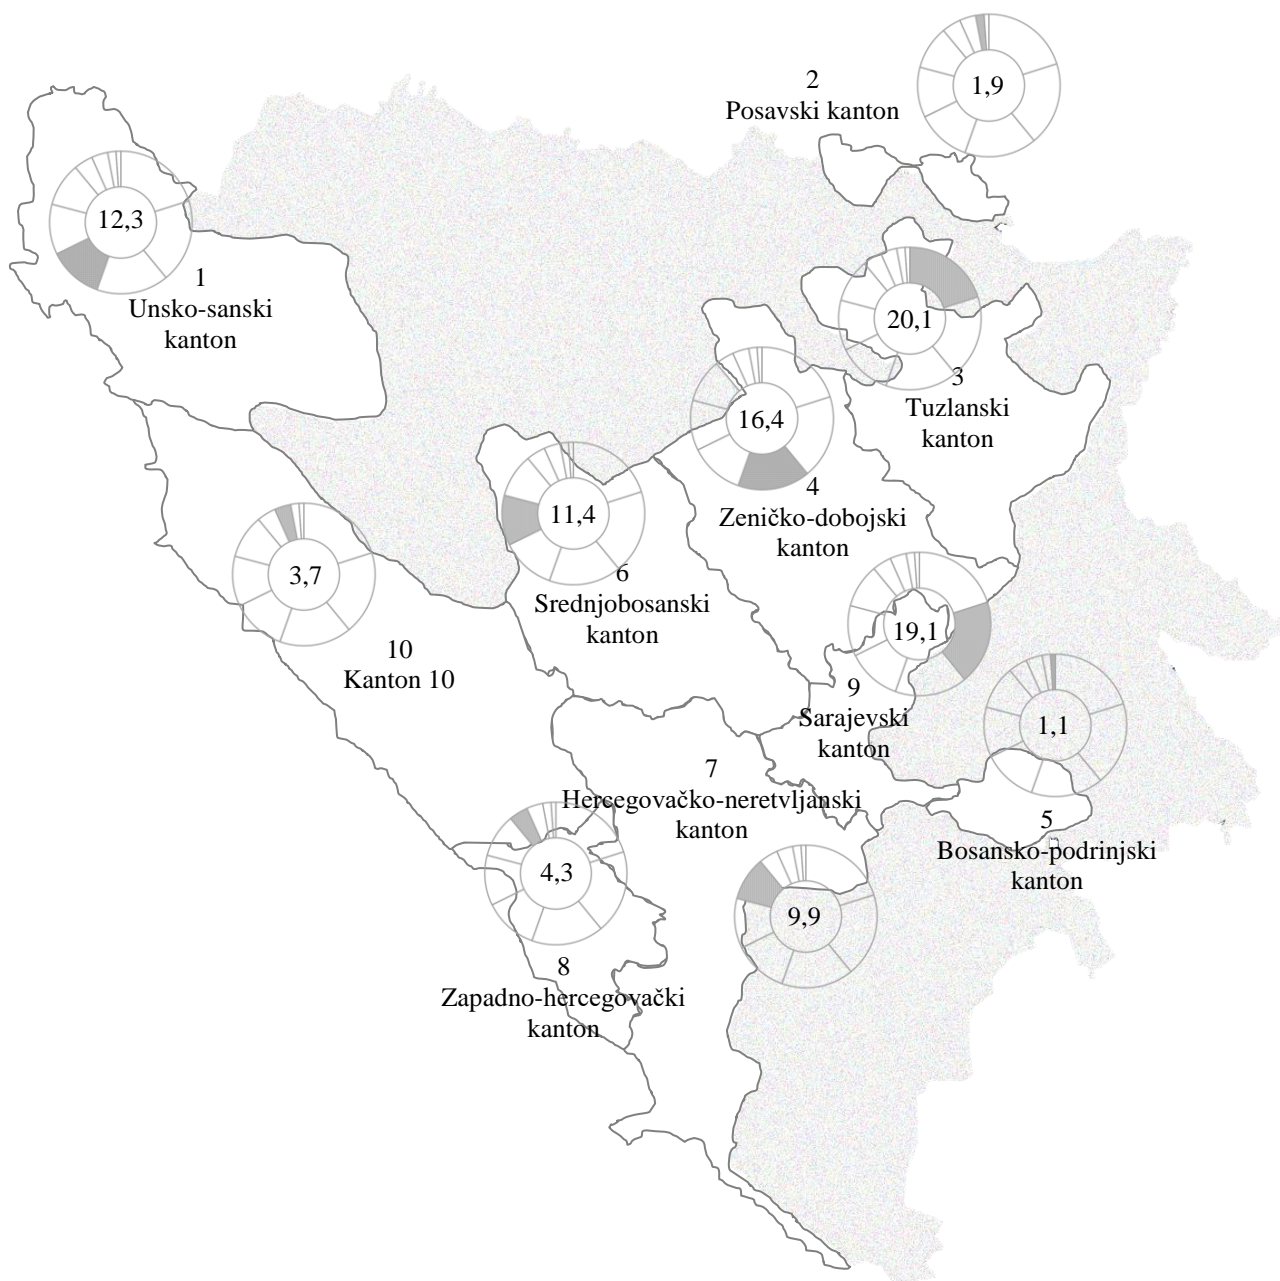 2
Posavski kanton
1,9
12,3
1
Unsko-sanski
kanton
20,1
3
Tuzlanski
kanton
16,4
4
Zeničko-dobojski
kanton
11,4
6
Srednjobosanski
kanton
3,7
10
Kanton 10
19,1
9
Sarajevski
kanton
1,1
5
Bosansko-podrinjski
kanton
7
Hercegovačko-neretvljanski
kanton
9,9
4,3
8
Zapadno-hercegovački
kanton